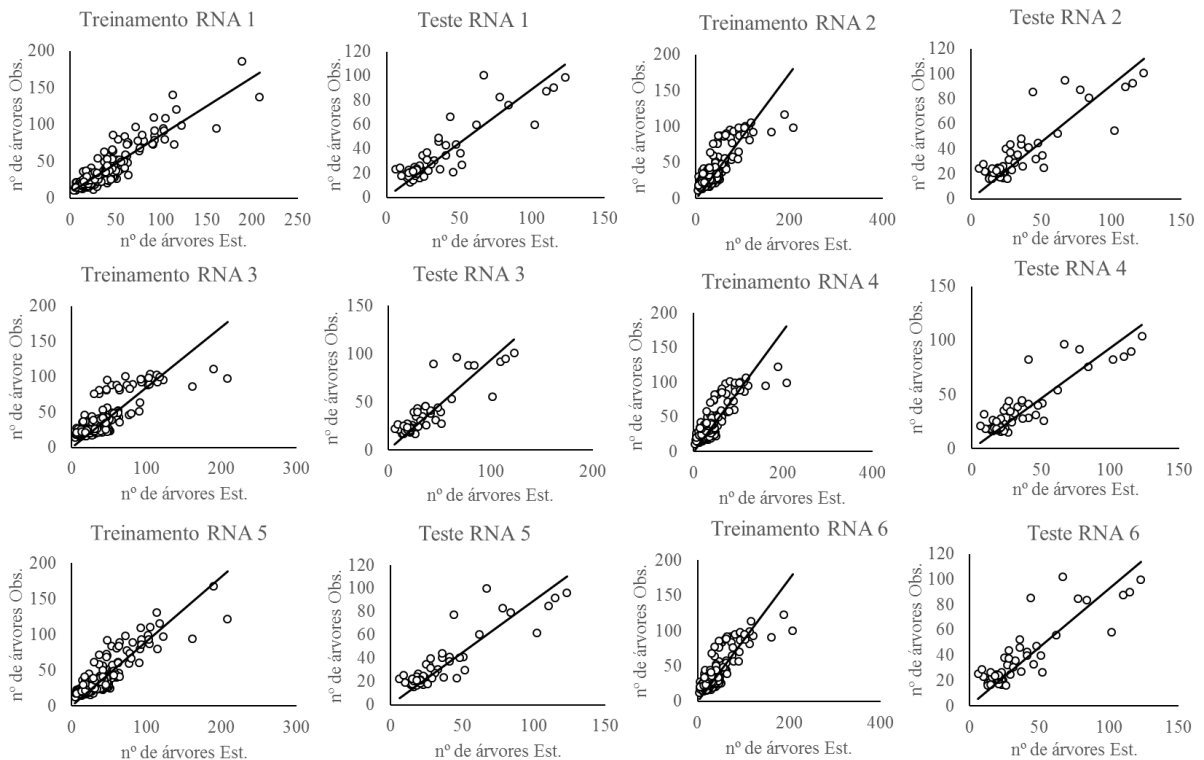 Treinamento RNA 1
nº de árvores Obs.
200
150
100
50
0
0 50 100 150 200 250
nº de árvores Est.
Teste RNA 1
nº de árvores Obs.
120
100
80
60
40
20
0
0 50 100 150
nº de árvores Est.
Treinamento RNA 2
nº de árvores Obs.
200
150
100
50
0
0 200 400
nº de árvores Est.
Teste RNA 2
nº de árvores Obs.
120
100
80
60
40
20
0
0 50 100 150
nº de árvores Est.
Treinamento RNA 3
nº de árvore Obs.
200
150
100
50
0
0 100 200 300
nº de árvores Est.
Teste RNA 3
nº de árvores Obs.
150
100
50
0
0 100 200
nº de árvores Est.
Treinamento RNA 4
nº de árvores Obs.
200
150
100
50
0
0 200 400
nº de árvores Est.
Teste RNA 4
nº de árvores Obs.
150
100
50
0
0 50 100 150
nº de árvores Est.
Treinamento RNA 5
nº de árvores Obs.
200
150
100
50
0
0 100 200 300
nº de árvores Est.
Teste RNA 5
nº de árvores Obs.
120
100
80
60
40
20
0
0 50 100 150
nº de árvores Est.
Treinamento RNA 6
nº de árvores Obs.
200
150
100
50
0
0 200 400
nº de árvores Est.
Teste RNA 6
nº de árvores Obs.
120
100
80
60
40
20
0
0 50 100 150
nº de árvores Est.